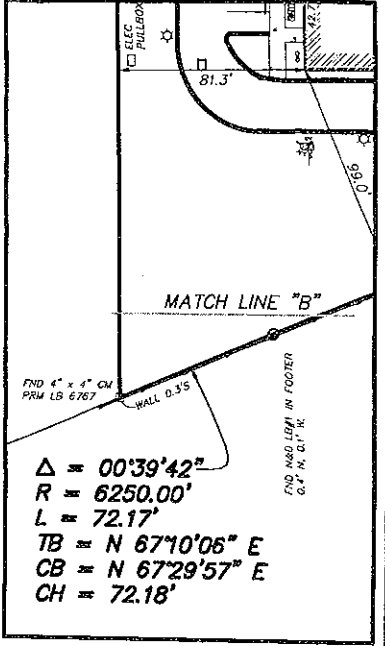 ELEC
PULLBOX
81.3'
42.7
99.0'
MATCH LINE "B"
FND 4" x 4" CM
PRM LB 6767
WALL 0.3'S
FND N&D LB#1 IN FOOTER
0.4' N, 0.1' W.
Δ = 00°39'42"
R = 6250.00'
L = 72.17'
TB = N 67°10'06" E
CB = N 67°29'57" E
CH = 72.18'